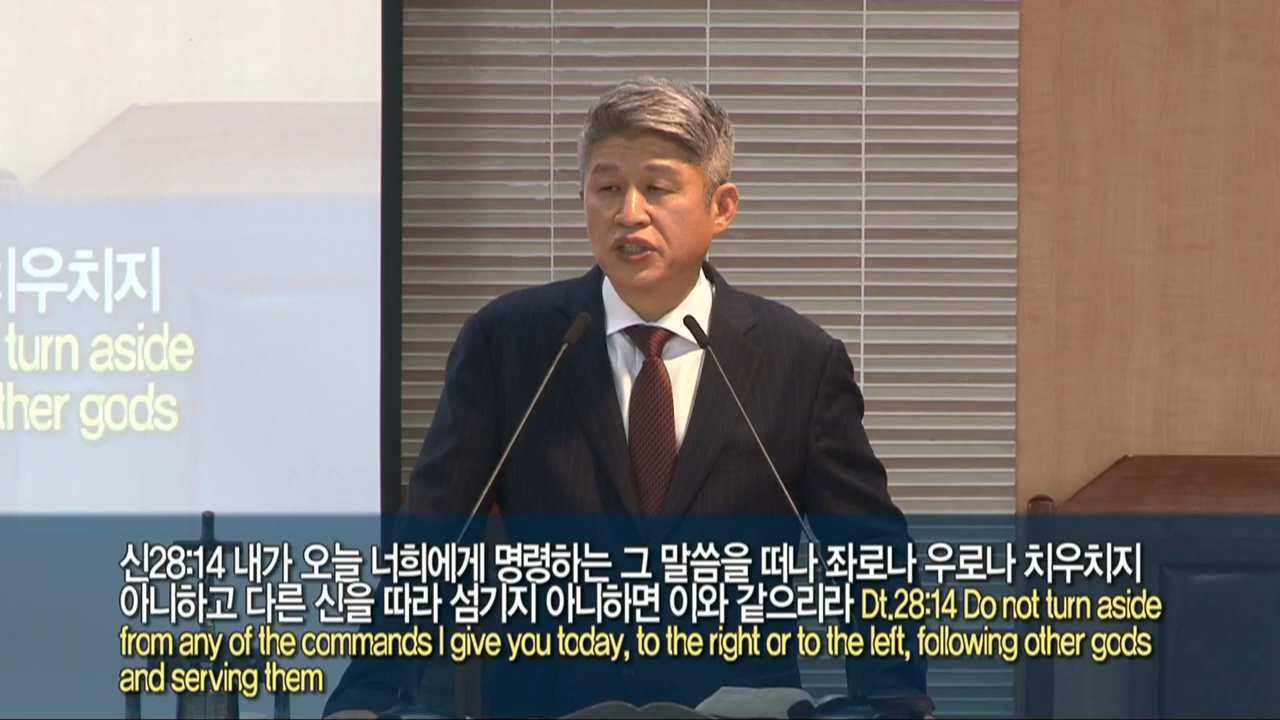 치우치지
turn aside
other gods
신28:14 내가 오늘 너희에게 명령하는 그 말씀을 떠나 좌로나 우로나 치우치지
아니하고 다른 신을 따라 섬기지 아니하면 이와 같으리라 Dt.28:14 Do not turn aside
from any of the commands I give you today, to the right or to the left, following other gods
and serving them